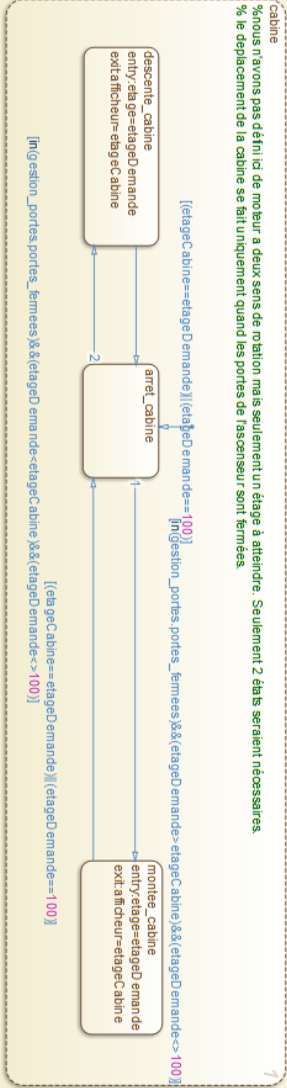 cabine
%nous n'avons pas défni ici de moteur a deux sens de rotation mais seulement un étage à atteindre. Seulement 2 états seraient nécessaires.
% le deplacement de la cabine se fait uniquement quand les portes de l'ascenseur sont fermées.
[(etageCabine==etageDemande)||(etageDemande==100)]
[in(gestion_portes.portes_fermees)&&(etageDemande>etageCabine)&&(etageDemande<>100)]
descente_cabine
entry:etage=etageDemande
exit:afficheur=etageCabine
arret_cabine
1
2
montee_cabine
entry:etage=etageDemande
exit:afficheur=etageCabine
[(etageCabine==etageDemande)||(etageDemande==100)]
[in(gestion_portes.portes_fermees)&&(etageDemande<etageCabine)&&(etageDemande<>100)]
1